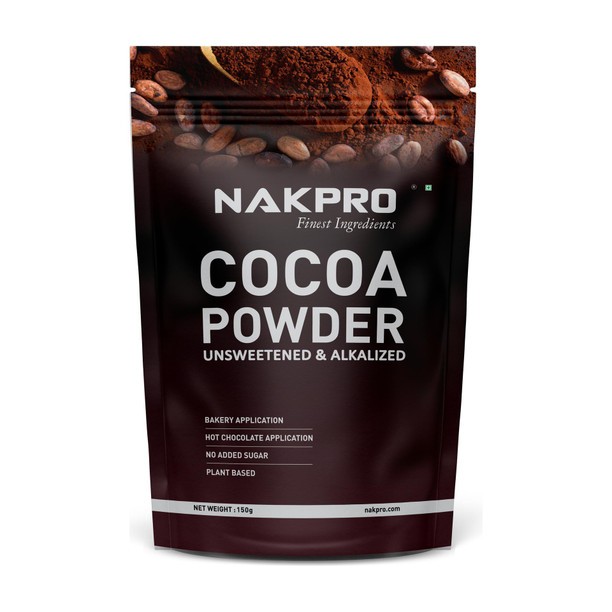 NAKPRO ®
Finest Ingredients
COCOA
POWDER
UNSWEETENED & ALKALIZED
BAKERY APPLICATION
HOT CHOCOLATE APPLICATION
NO ADDED SUGAR
PLANT BASED
NET WEIGHT : 150g
nakpro.com